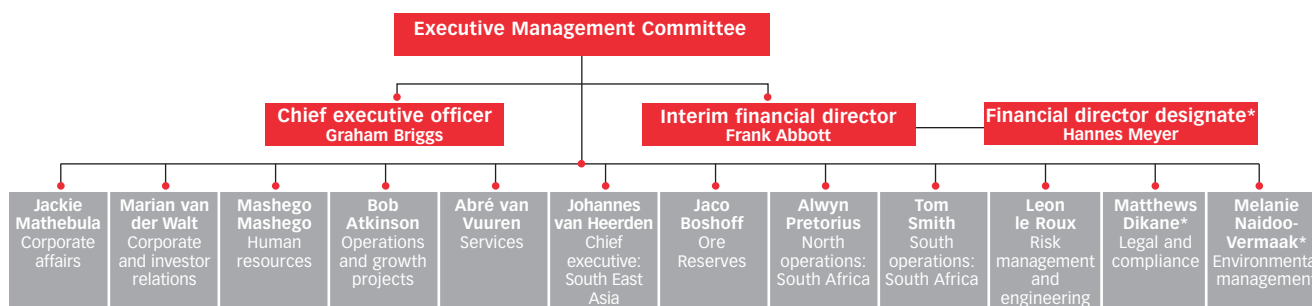 Executive Management Committee
Chief executive officer
Graham Briggs
Interim financial director
Frank Abbott
Financial director designate*
Hannes Meyer
Jackie
Mathebula
Corporate
affairs
Marian van
der Walt
Corporate
and investor
relations
Mashego
Mashego
Human
resources
Bob
Atkinson
Operations
and growth
projects
Abré van
Vuuren
Services
Johannes
van Heerden
Chief
executive:
South East
Asia
Jaco
Boshoff
Ore
Reserves
Alwyn
Pretorius
North
operations:
South Africa
Tom
Smith
South
operations:
South Africa
Leon
le Roux
Risk
management
and
engineering
Matthews
Dikane*
Legal and
compliance
Melanie
Naidoo-
Vermaak*
Environmenta
management